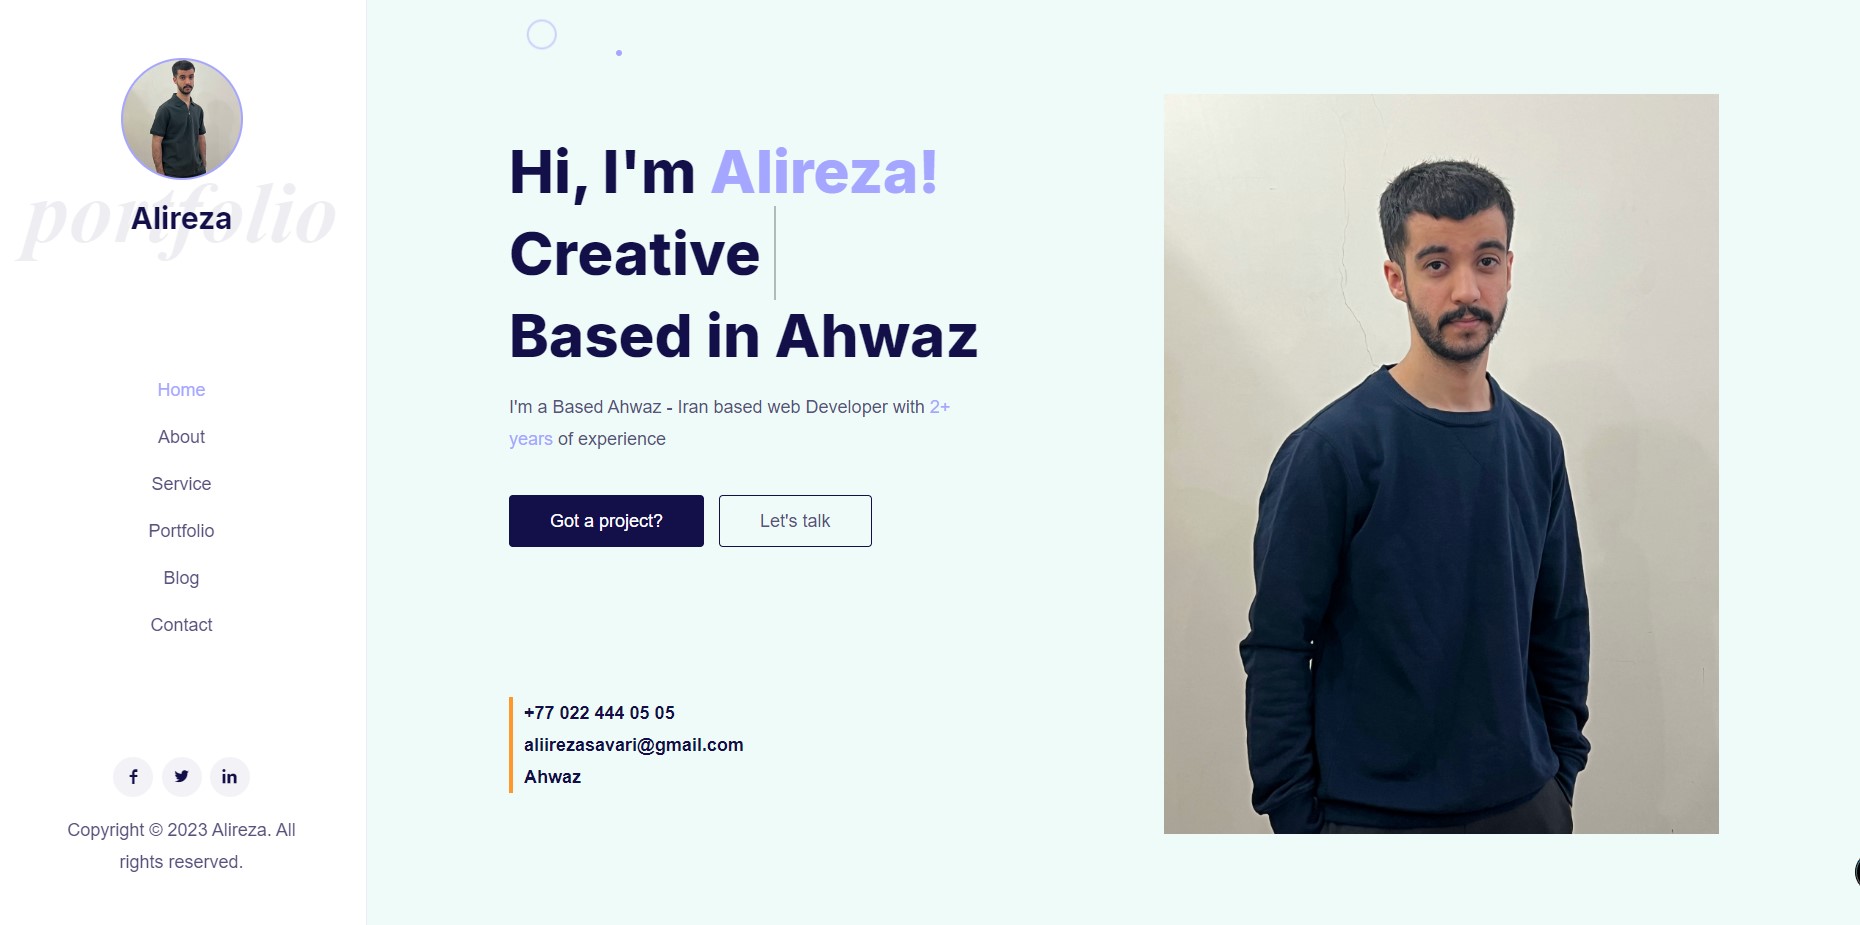 portfolio
Alireza
Home
About
Service
Portfolio
Blog
Contact
Copyright © 2023 Alireza. All
rights reserved.
Hi, I'm Alireza!
Creative
Based in Ahwaz
I'm a Based Ahwaz - Iran based web Developer with 2+
years of experience
Got a project?
Let's talk
+77 022 444 05 05
aliirezasavari@gmail.com
Ahwaz